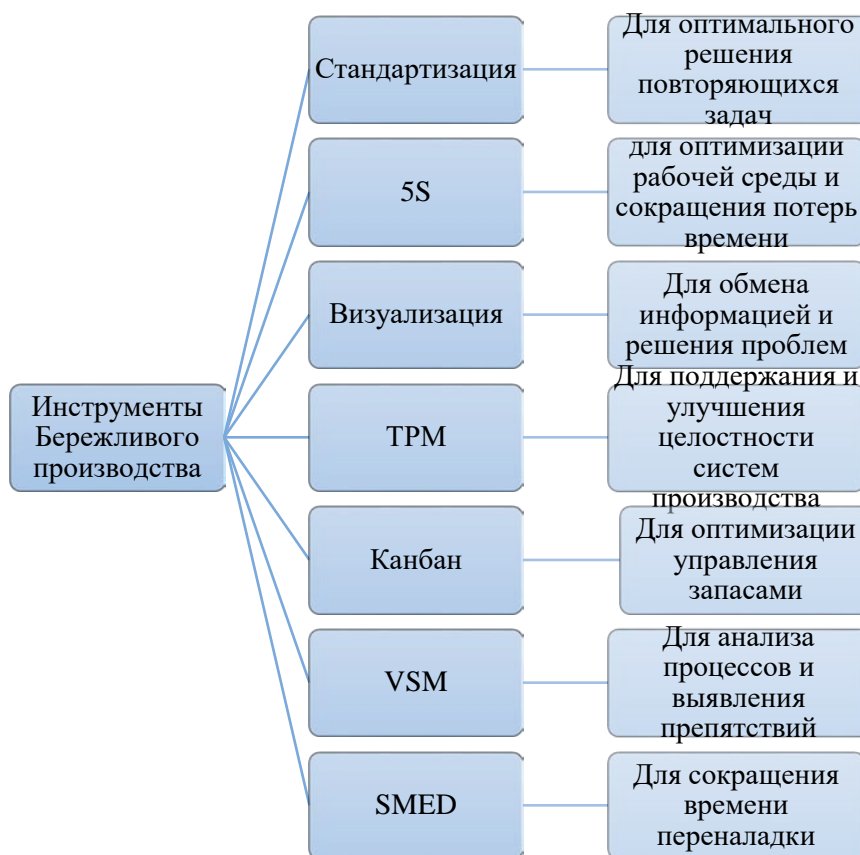 Инструменты
Бережливого
производства
Стандартизация
Для оптимального
решения
повторяющихся
задач
5S
для оптимизации
рабочей среды и
сокращения потерь
времени
Визуализация
Для обмена
информацией и
решения проблем
TPM
Для поддержания и
улучшения
целостности
систем
производства
Канбан
Для оптимизации
управления
запасами
VSM
Для анализа
процессов и
выявления
препятствий
SMED
Для сокращения
времени
переналадки